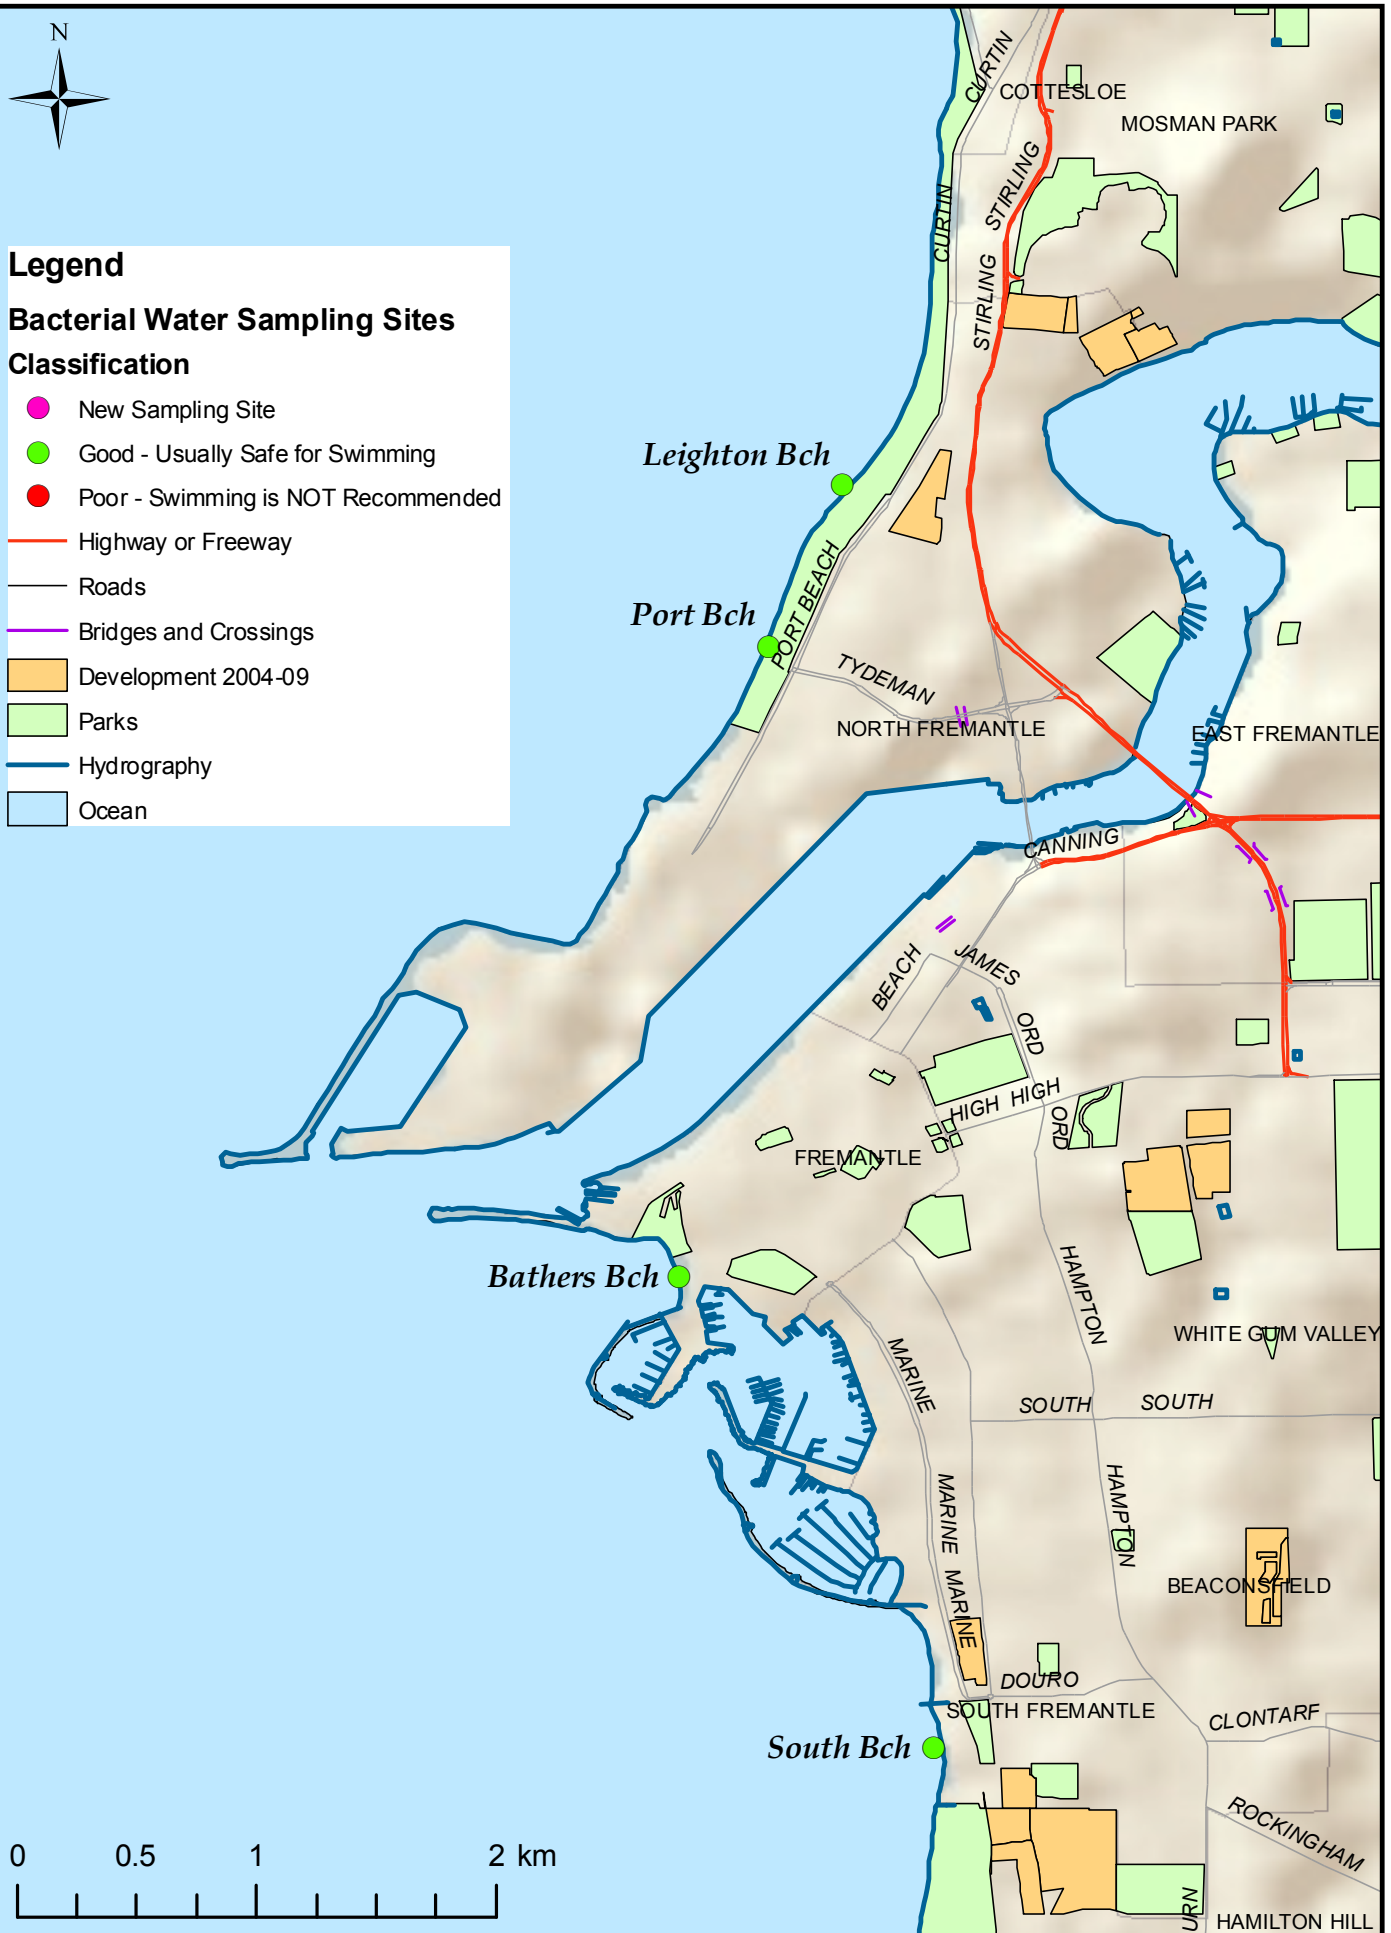 N
CURTIN
COTTESLOE
MOSMAN PARK
STIRLING
CURTIN
STIRLING
Legend
Bacterial Water Sampling Sites
Classification
New Sampling Site
Good - Usually Safe for Swimming
Poor - Swimming is NOT Recommended
Highway or Freeway
Roads
Bridges and Crossings
Development 2004-09
Parks
Hydrography
Ocean
Leighton Bch
PORT BEACH
Port Bch
TYDEMAN
NORTH FREMANTLE
EAST FREMANTLE
CANNING
BEACH
JAMES
ORD
HIGH HIGH
ORD
FREMANTLE
HAMPTON
Bathers Bch
WHITE GUM VALLEY
MARINE
SOUTH SOUTH
HAMPTON
MARINE
BEACONSFIELD
MARINE
DOURO
SOUTH FREMANTLE
CLONTARF
South Bch
ROCKINGHAM
0 0.5 1 2 km
URN
HAMILTON HILL